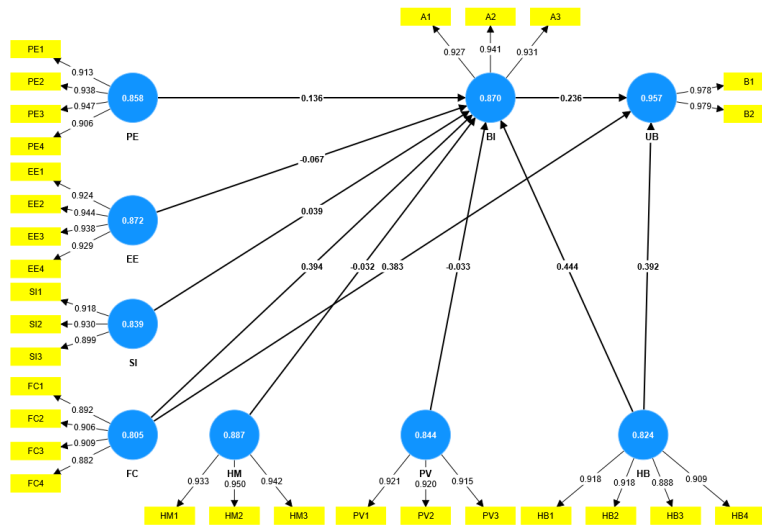 A1
A2
A3
0.927
0.941
0.931
PE1
PE2
PE3
PE4
0.913
0.938
0.947
0.906
0.858
PE
0.136
0.870
BI
0.236
0.957
UB
0.978
0.979
B1
B2
EE1
EE2
EE3
EE4
0.924
0.944
0.938
0.929
0.872
EE
-0.067
SI1
SI2
SI3
0.918
0.930
0.899
0.839
SI
0.039
0.394
-0.032
0.383
-0.033
0.444
0.392
FC1
FC2
FC3
FC4
0.892
0.906
0.909
0.882
0.805
FC
0.887
HM
0.933
0.950
0.942
HM1
HM2
HM3
0.844
PV
0.921
0.920
0.915
PV1
PV2
PV3
0.824
HB
0.918
0.918
0.888
0.909
HB1
HB2
HB3
HB4